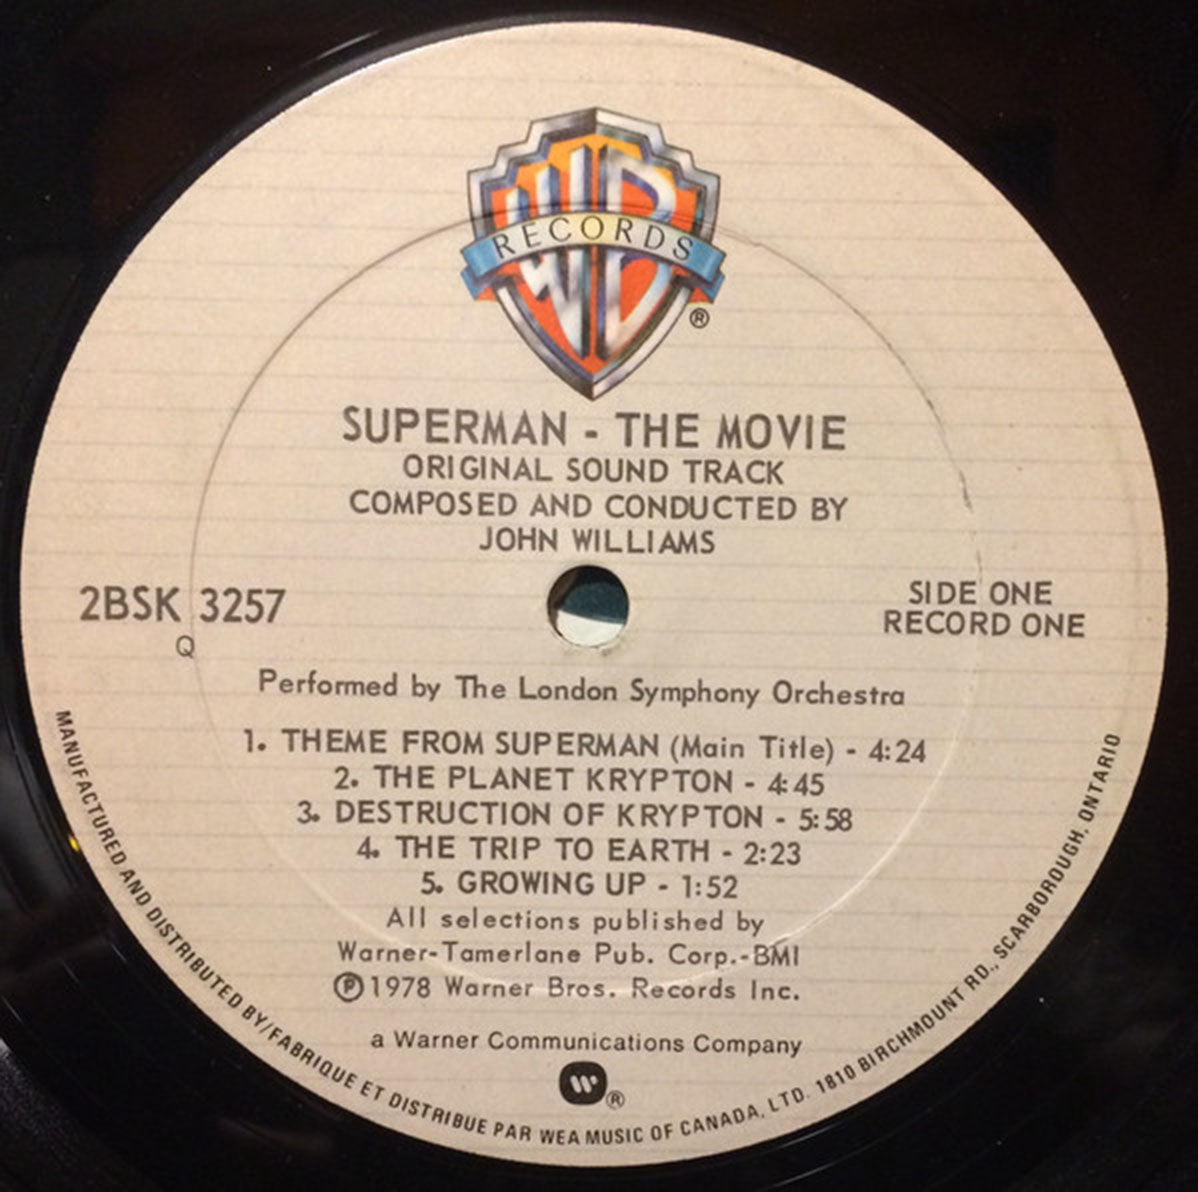 WB
RECORDS
®
SUPERMAN - THE MOVIE
ORIGINAL SOUND TRACK
COMPOSED AND CONDUCTED BY
JOHN WILLIAMS
2BSK 3257
Q
SIDE ONE
RECORD ONE
Performed by The London Symphony Orchestra
1. THEME FROM SUPERMAN (Main Title) - 4:24
2. THE PLANET KRYPTON - 4:45
3. DESTRUCTION OF KRYPTON - 5:58
4. THE TRIP TO EARTH - 2:23
5. GROWING UP - 1:52
All selections published by
Warner-Tamerlane Pub. Corp.-BMI
℗1978 Warner Bros. Records Inc.
a Warner Communications Company
W®
MANUFACTURED AND DISTRIBUTED BY/FABRIQUE ET DISTRIBUE PAR WEA MUSIC OF CANADA, LTD. 1810 BIRCHMOUNT RD., SCARBOROUGH, ONTARIO